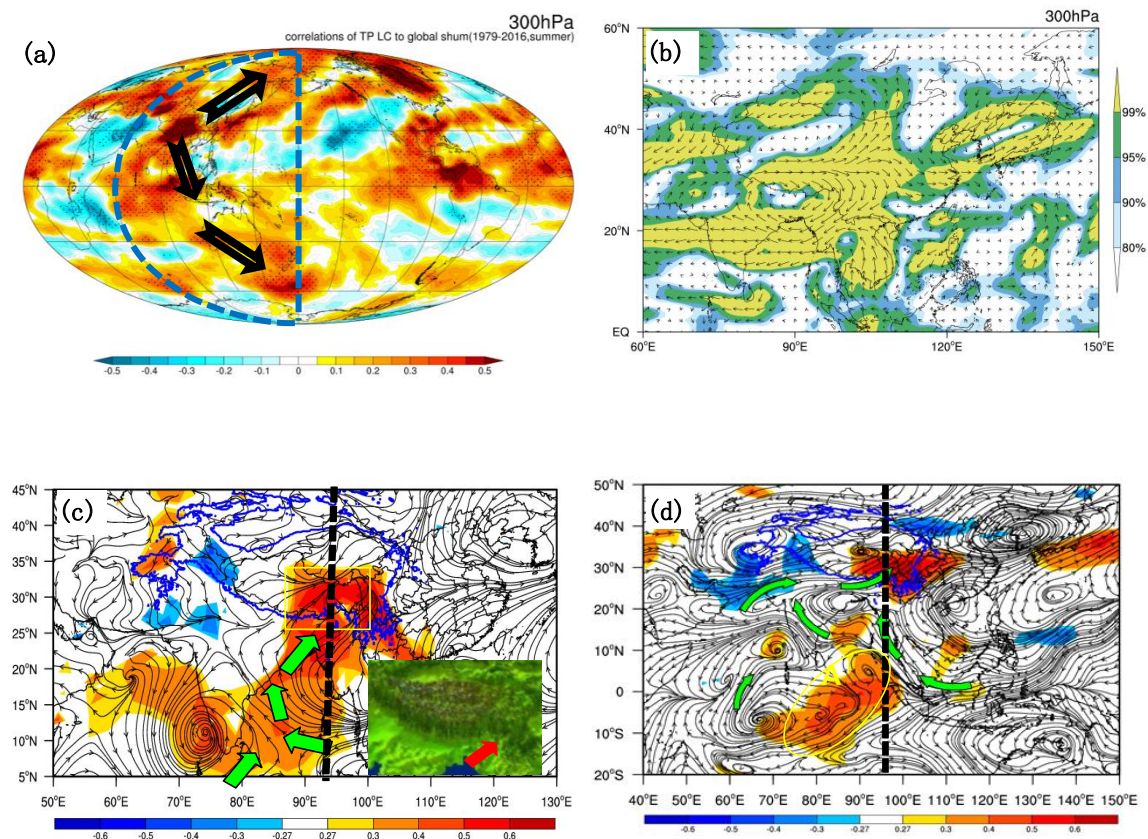 300hPa
correlations of TP LC to global shum(1979-2016,summer)
(a)
-0.5 -0.4 -0.3 -0.2 -0.1 0 0.1 0.2 0.3 0.4 0.5
300hPa
(b)
60°N
40°N
20°N
EQ
60°E 90°E 120°E 150°E
99%
95%
90%
80%
(c)
45°N
40°N
35°N
30°N
25°N
20°N
15°N
10°N
5°N
50°E 60°E 70°E 80°E 90°E 100°E 110°E 120°E 130°E
-0.6 -0.5 -0.4 -0.3 -0.27 0.27 0.3 0.4 0.5 0.6
(d)
50°N
40°N
30°N
20°N
10°N
0
10°S
20°S
40°E 50°E 60°E 70°E 80°E 90°E 100°E 110°E 120°E 130°E 140°E 150°E
-0.6 -0.5 -0.4 -0.3 -0.27 0.27 0.3 0.4 0.5 0.6